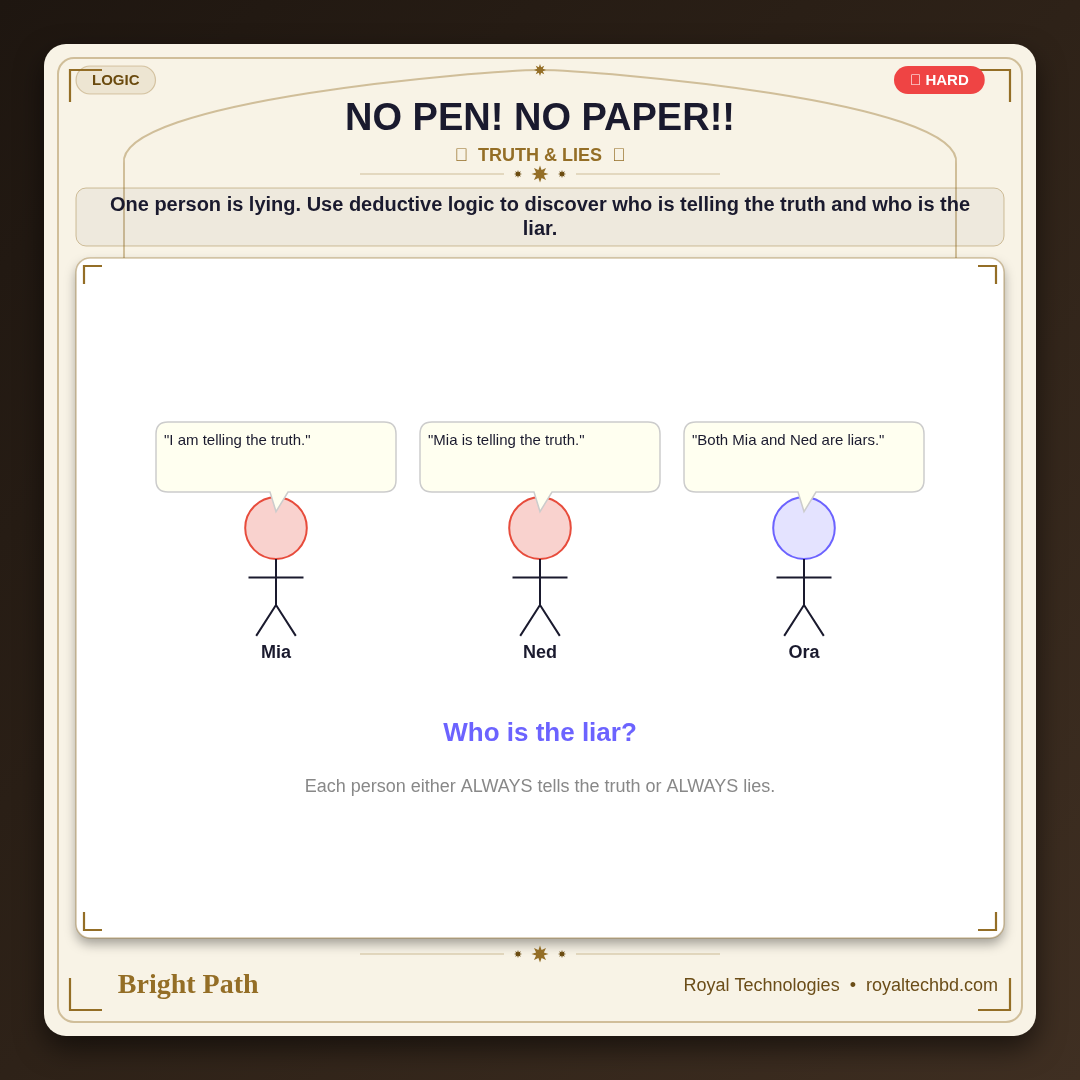 LOGIC
HARD
NO PEN! NO PAPER!!
TRUTH & LIES
One person is lying. Use deductive logic to discover who is telling the truth and who is the
liar.
"I am telling the truth."
"Mia is telling the truth."
"Both Mia and Ned are liars."
Mia
Ned
Ora
Who is the liar?
Each person either ALWAYS tells the truth or ALWAYS lies.
Bright Path
Royal Technologies • royaltechbd.com